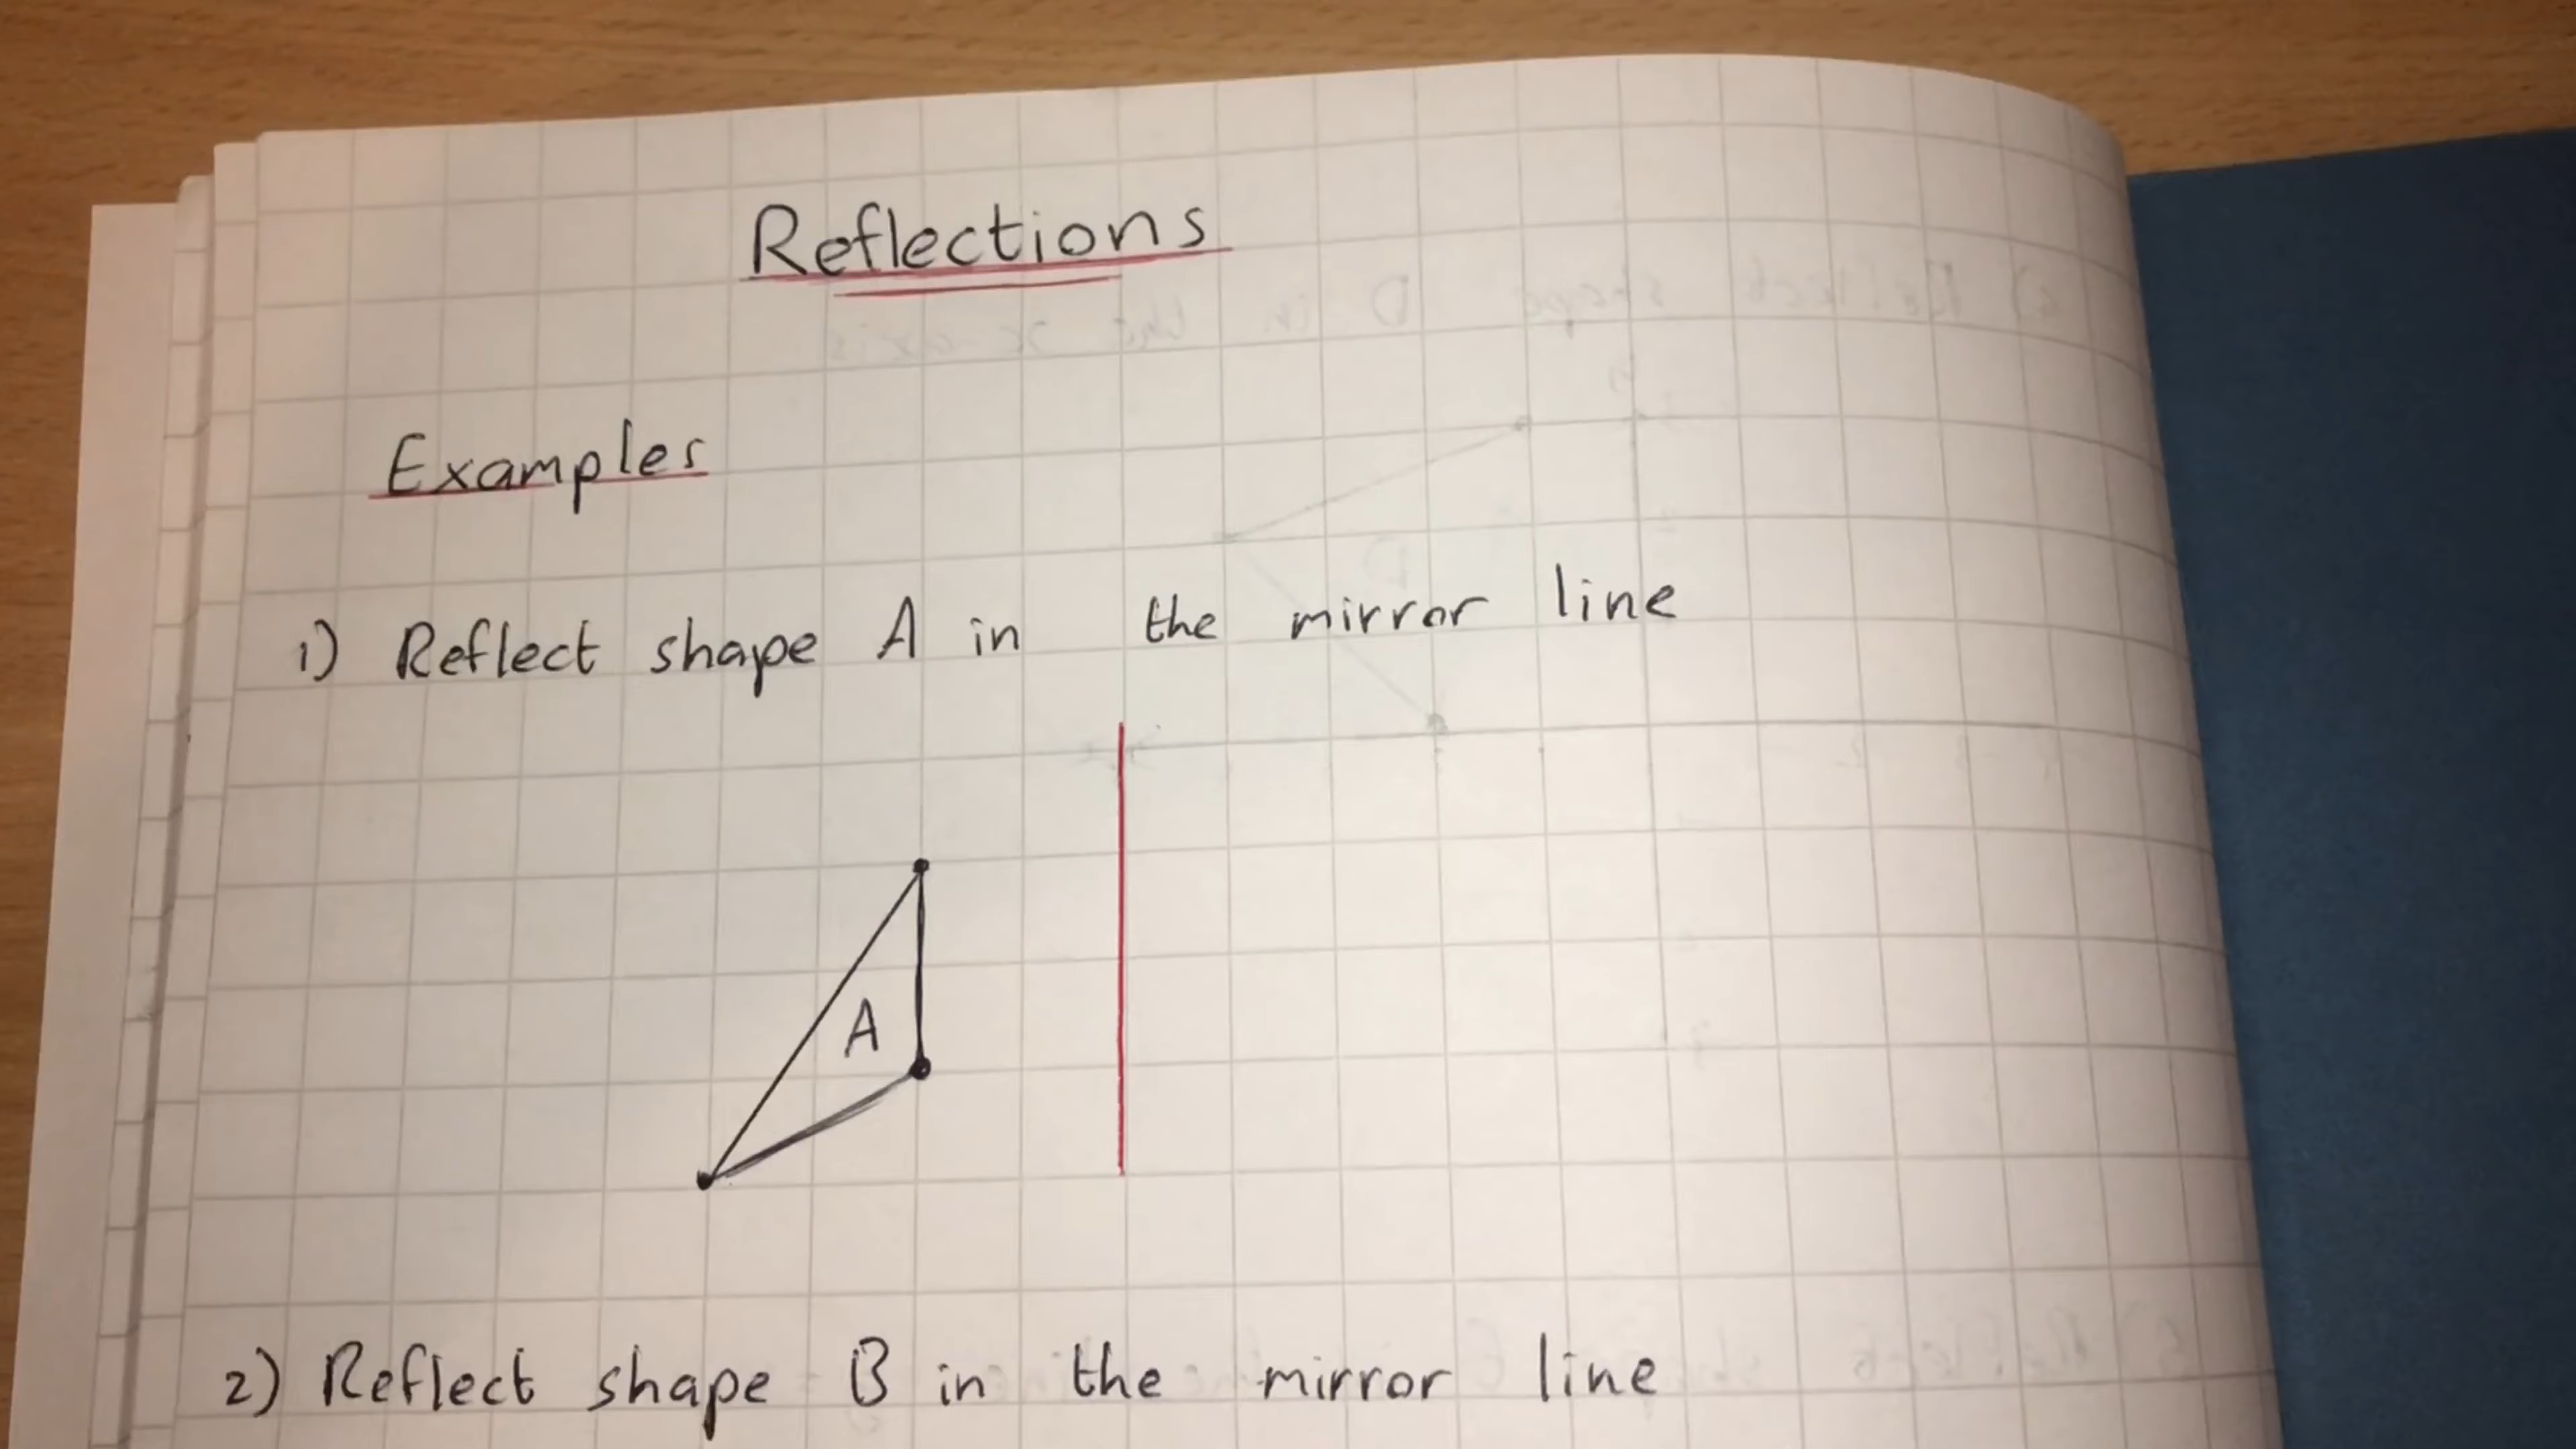 Reflections
Examples
1) Reflect shape A in the mirror line
A
2) Reflect shape B in the mirror line